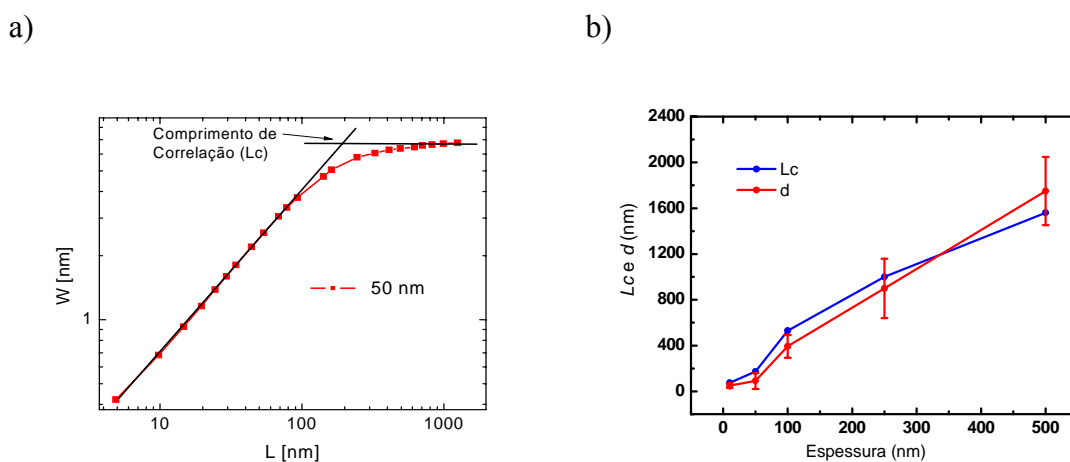 a)
b)
Comprimento de
Correlação (Lc)
W [nm]
1
50 nm
10
100
1000
L [nm]
2400
2000
1600
1200
800
400
0
Lc e d (nm)
Lc
d
0
100
200
300
400
500
Espessura (nm)